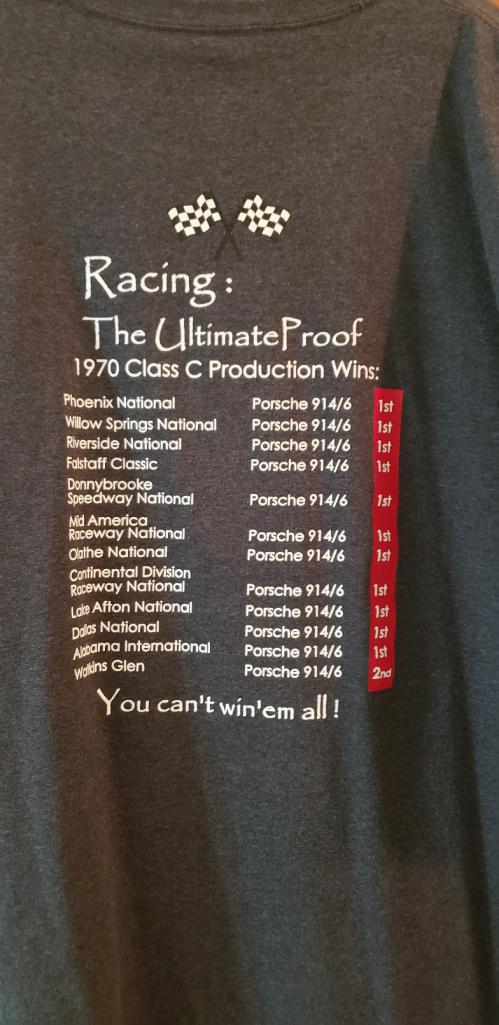 Racing :
The Ultimate Proof
1970 Class C Production Wins:
Phoenix National Porsche 914/6 1st
Willow Springs National Porsche 914/6 1st
Riverside National Porsche 914/6 1st
Falstaff Classic Porsche 914/6 1st
Donnybrooke
Speedway National Porsche 914/6 1st
Mid America
Raceway National Porsche 914/6 1st
Olathe National Porsche 914/6 1st
Continental Division
Raceway National Porsche 914/6 1st
Lake Afton National Porsche 914/6 1st
Dallas National Porsche 914/6 1st
Alabama International Porsche 914/6 1st
Watkins Glen Porsche 914/6 2nd
You can't win'em all !